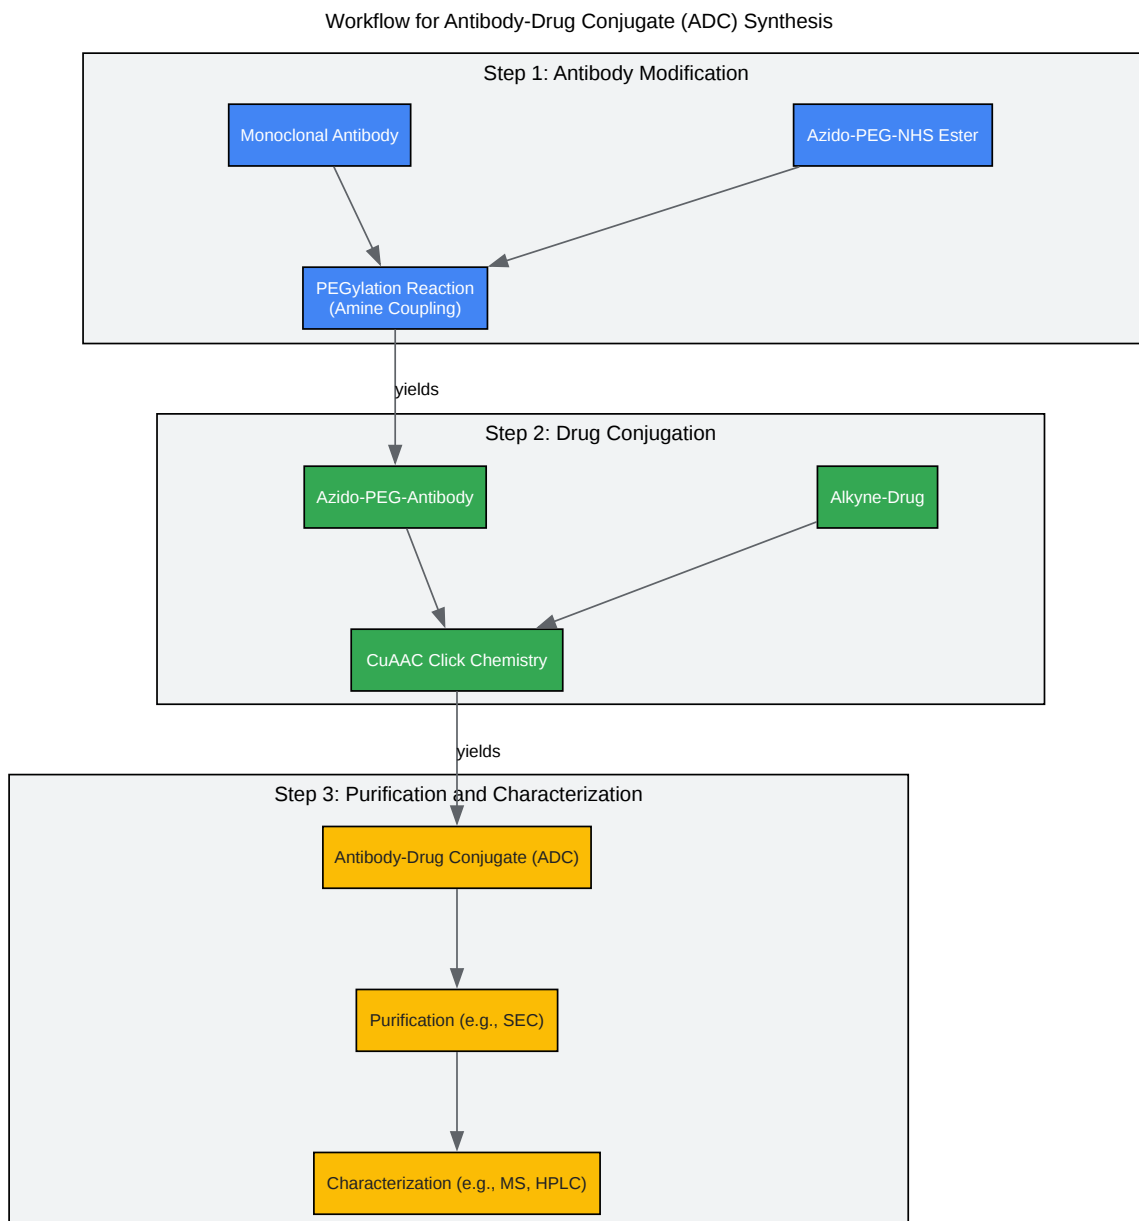 Workflow for Antibody-Drug Conjugate (ADC) Synthesis
Step 1: Antibody Modification
Monoclonal Antibody
Azido-PEG-NHS Ester
PEGylation Reaction
(Amine Coupling)
yields
Step 2: Drug Conjugation
Azido-PEG-Antibody
Alkyne-Drug
CuAAC Click Chemistry
yields
Step 3: Purification and Characterization
Antibody-Drug Conjugate (ADC)
Purification (e.g., SEC)
Characterization (e.g., MS, HPLC)